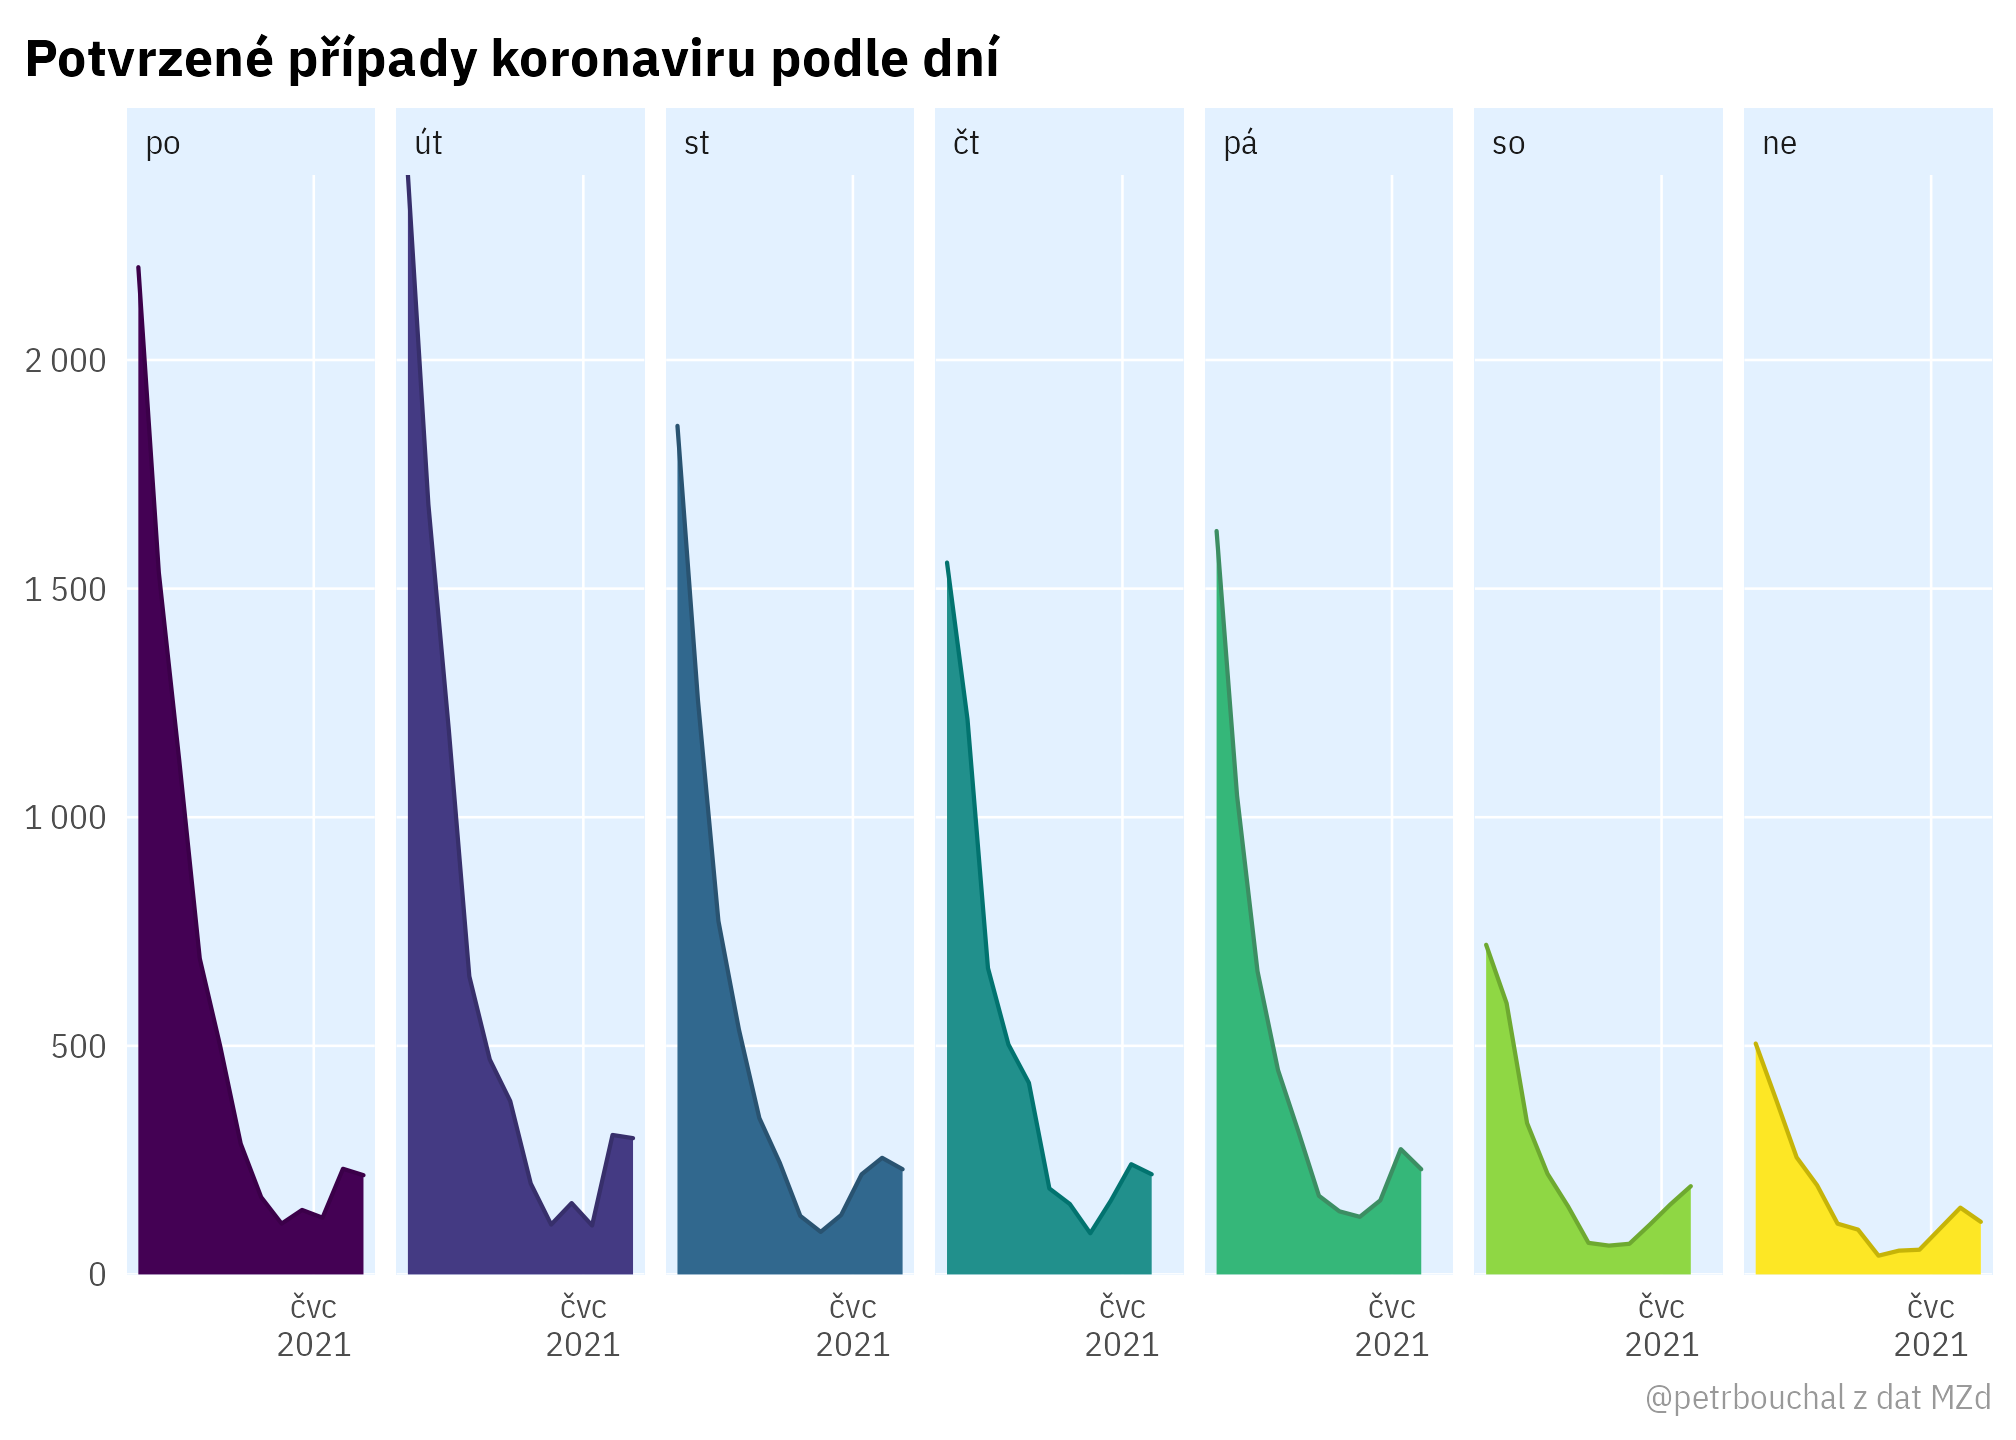 Potvrzené případy koronaviru podle dní
po út st čt pá so ne
2 000
1 500
1 000
500
0
čvc čvc čvc čvc čvc čvc čvc
2021 2021 2021 2021 2021 2021 2021
@petrbouchal z dat MZd